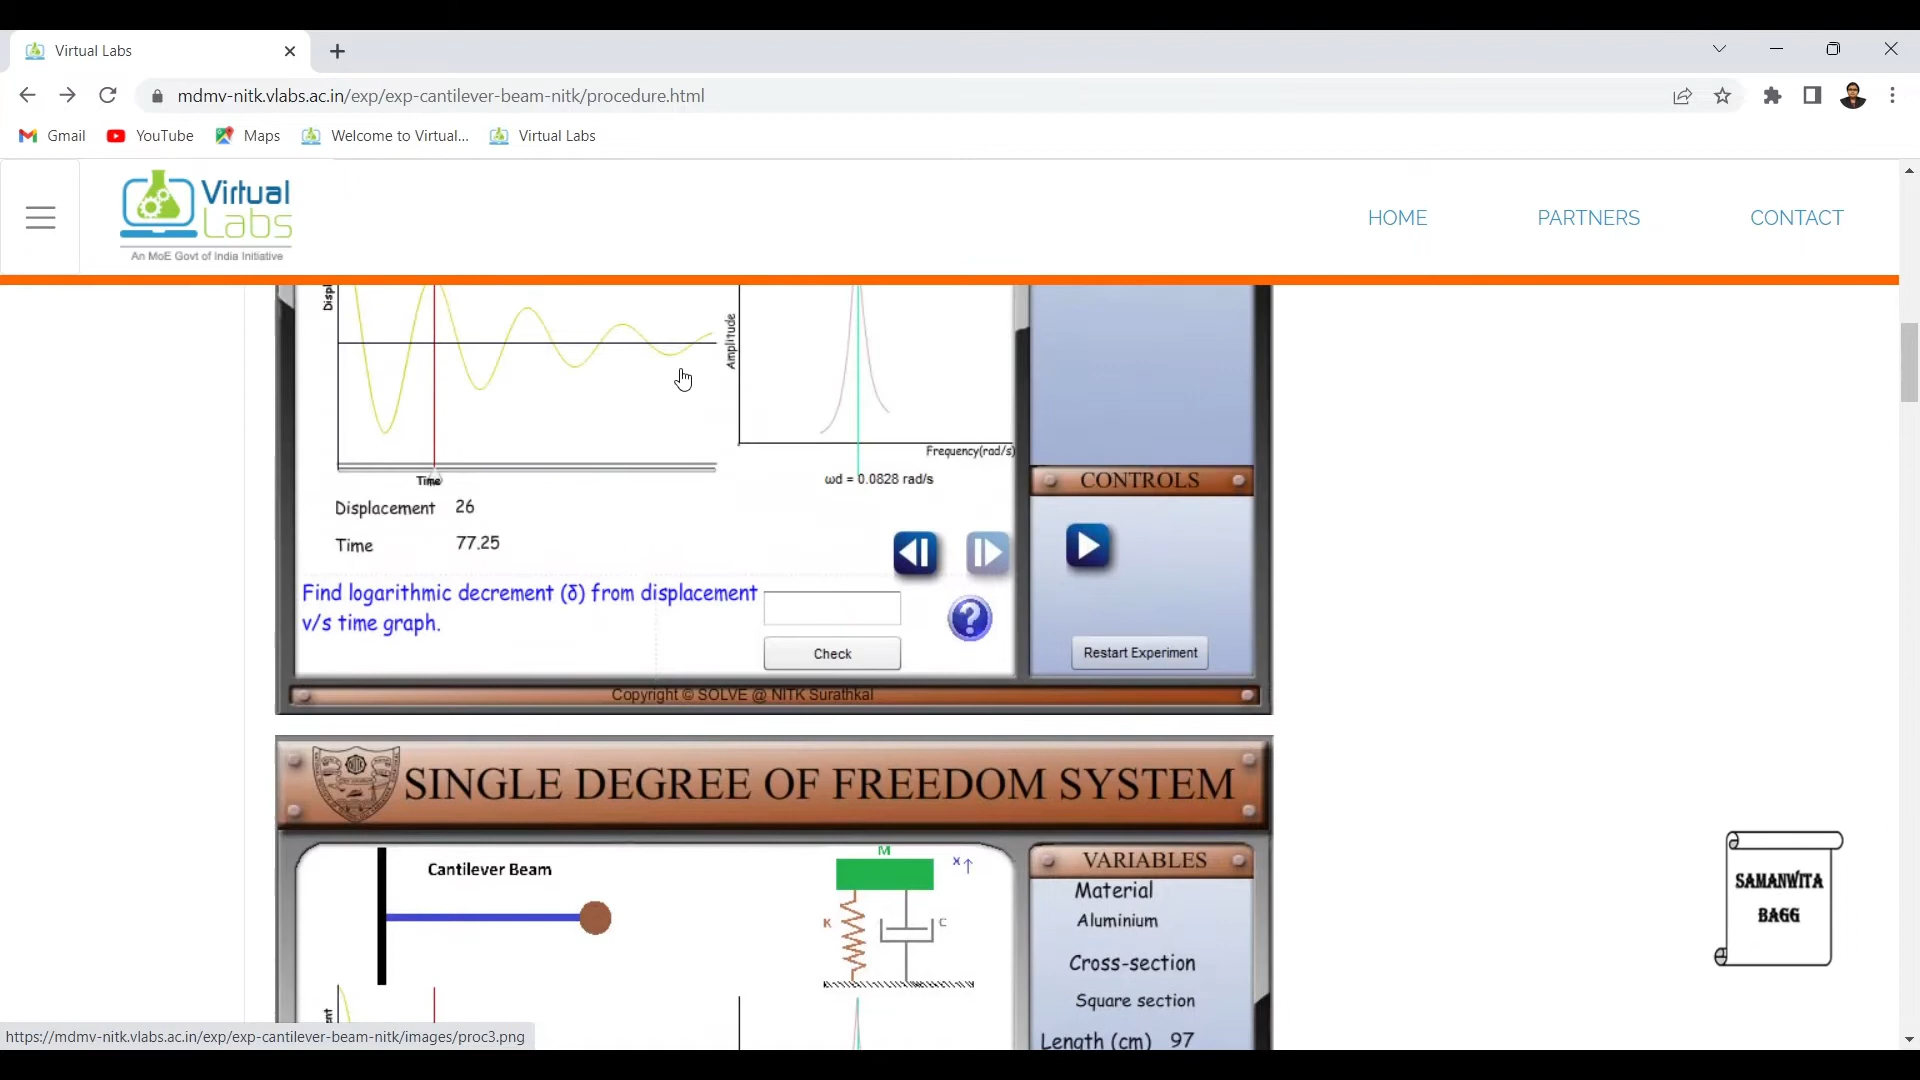 Virtual Labs
mdmv-nitk.vlabs.ac.in/exp/exp-cantilever-beam-nitk/procedure.html
Gmail YouTube Maps Welcome to Virtual... Virtual Labs
Virtual
Labs
An MoE Govt of India Initiative
HOME PARTNERS CONTACT
Displ
Amplitude
Frequency(rad/s)
Time
ωd = 0.0828 rad/s
Displacement 26
Time 77.25
CONTROLS
Find logarithmic decrement (δ) from displacement
v/s time graph.
?
Check
Restart Experiment
Copyright © SOLVE @ NITK Surathkal
SINGLE DEGREE OF FREEDOM SYSTEM
Cantilever Beam
M
x
K
C
VARIABLES
Material
Aluminium
Cross-section
Square section
Length (cm) 97
SAMANWITA
BAGG
https://mdmv-nitk.vlabs.ac.in/exp/exp-cantilever-beam-nitk/images/proc3.png